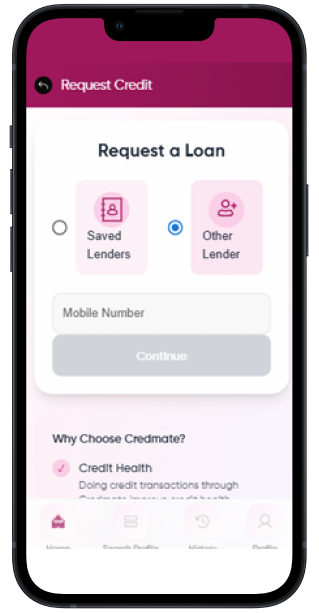 Request Credit
Request a Loan
Saved
Lenders
Other
Lender
Mobile Number
Continue
Why Choose Credmate?
Credit Health
Doing credit transactions through
Credmate improve credit health
Home
Search Profile
History
Profile